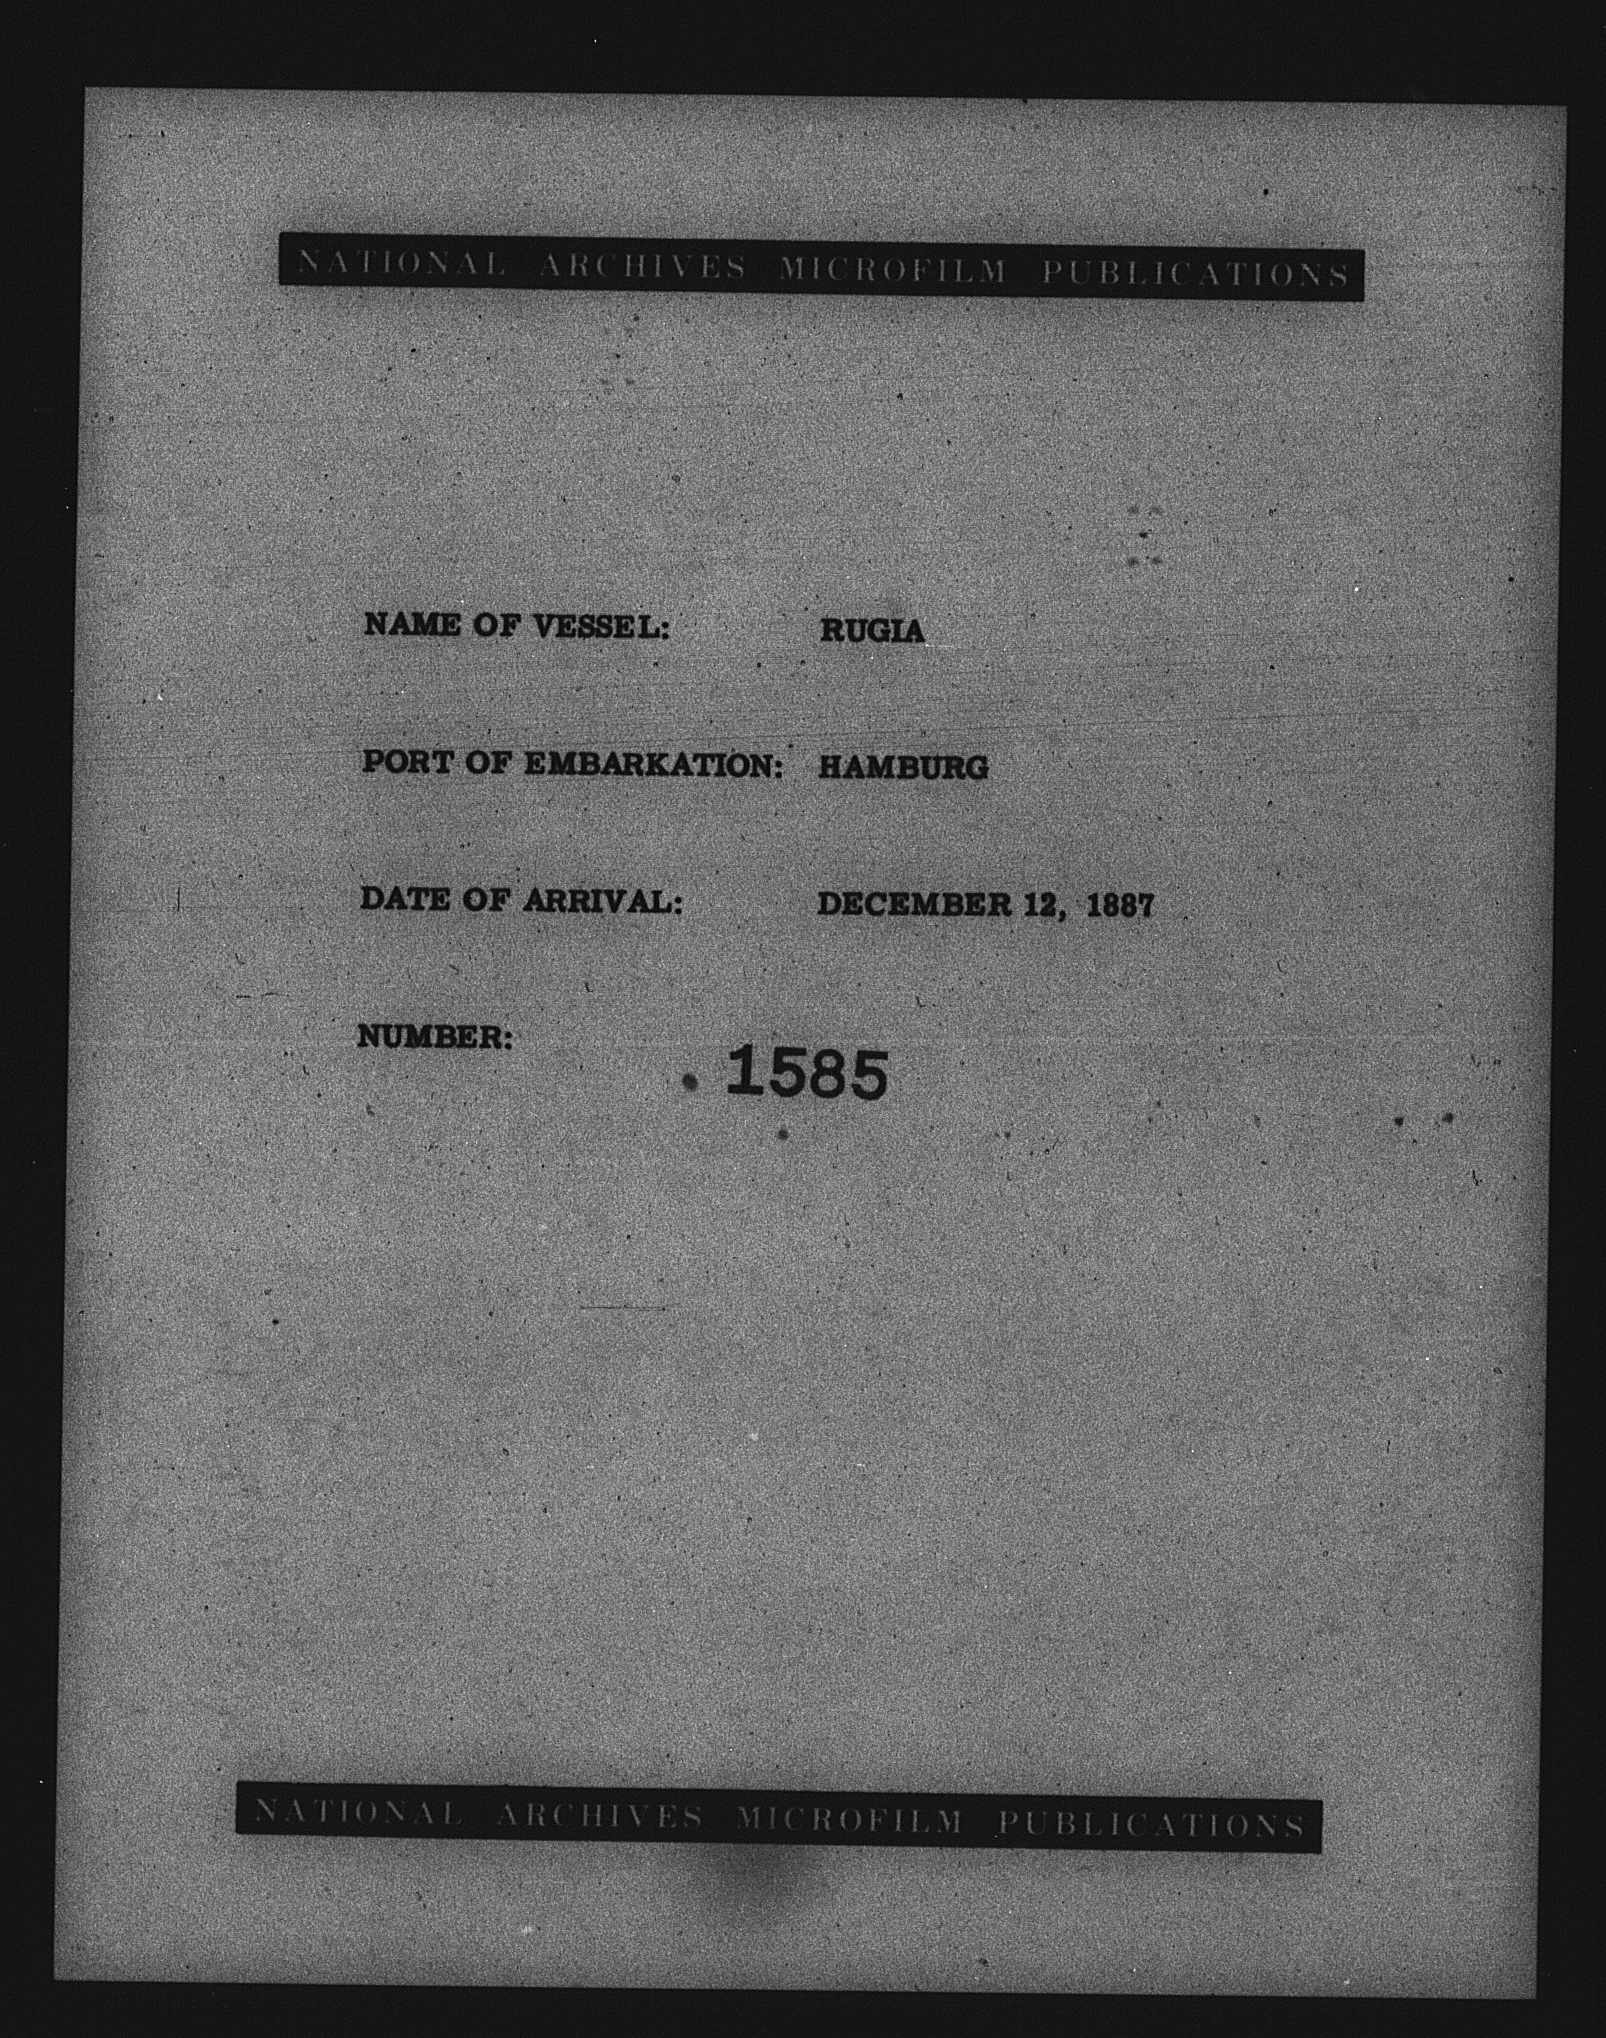 NATIONAL ARCHIVES MICROFILM PUBLICATIONS
NAME OF VESSEL: RUGIA
PORT OF EMBARKATION: HAMBURG
DATE OF ARRIVAL: DECEMBER 12, 1887
NUMBER: 1585
NATIONAL ARCHIVES MICROFILM PUBLICATIONS